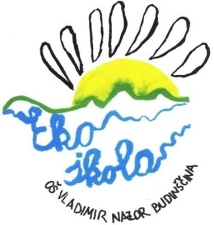 Eko
škola
OŠ VLADIMIR NAZOR BUDINŠČINA